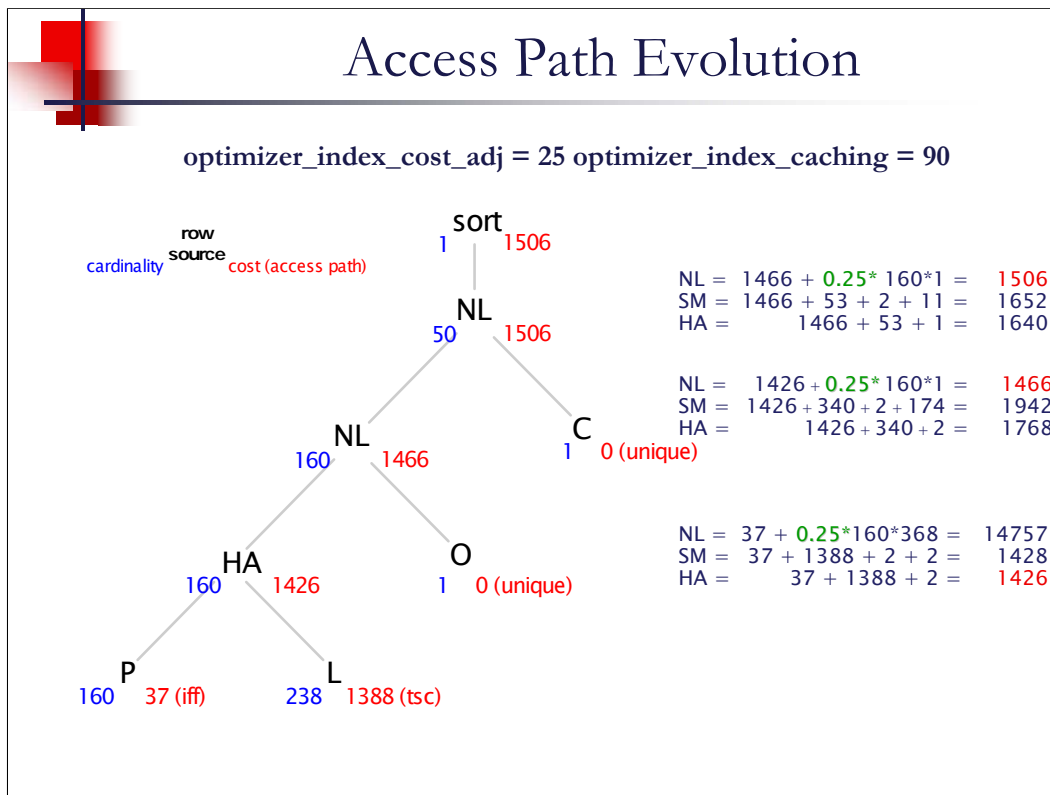 Access Path Evolution
optimizer_index_cost_adj = 25 optimizer_index_caching = 90
row
source
cardinality
cost (access path)
sort
1 1506
NL
50 1506
NL
160 1466
C
1 0 (unique)
HA
160 1426
O
1 0 (unique)
P
160 37 (iff)
L
238 1388 (tsc)
NL = 1466 + 0.25* 160*1 = 1506
SM = 1466 + 53 + 2 + 11 = 1652
HA = 1466 + 53 + 1 = 1640
NL = 1426 + 0.25* 160*1 = 1466
SM = 1426 + 340 + 2 + 174 = 1942
HA = 1426 + 340 + 2 = 1768
NL = 37 + 0.25*160*368 = 14757
SM = 37 + 1388 + 2 + 2 = 1428
HA = 37 + 1388 + 2 = 1426